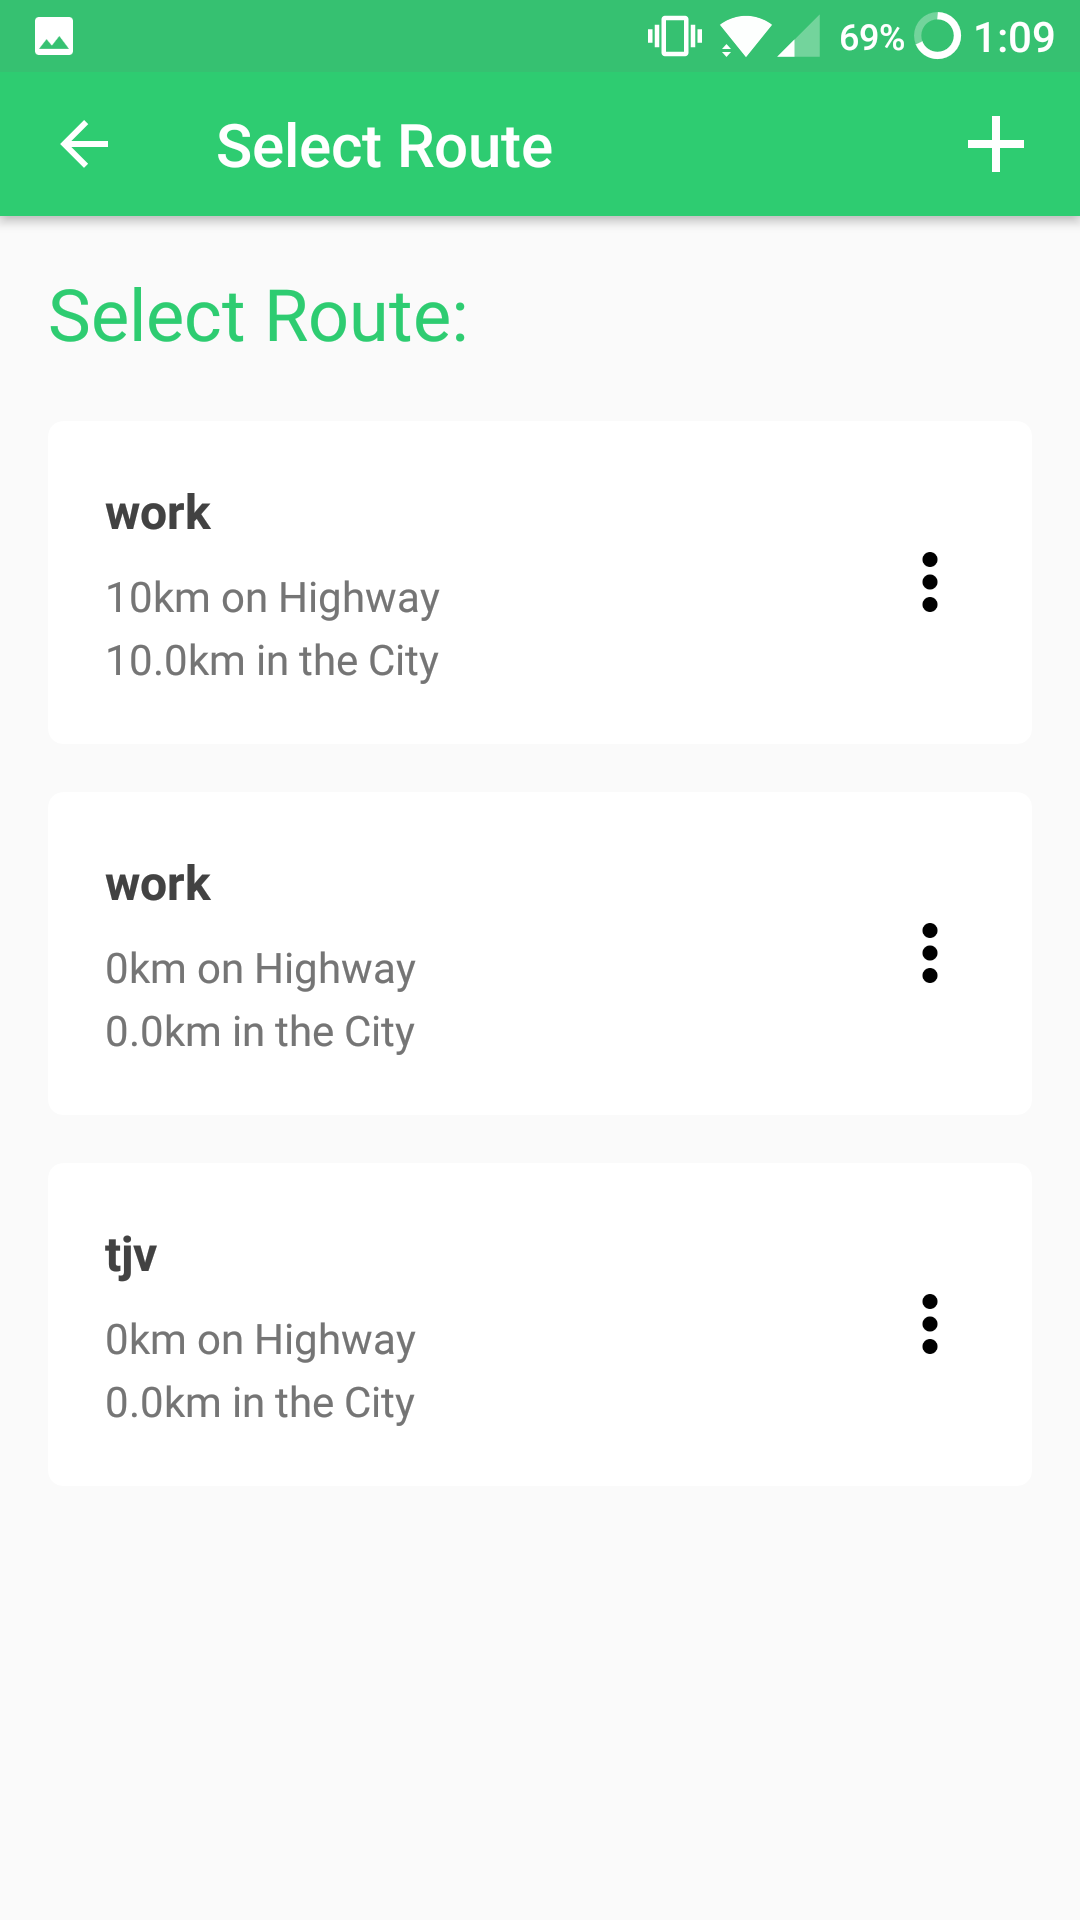 69% 1:09
Select Route
Select Route:
work
10km on Highway
10.0km in the City
work
0km on Highway
0.0km in the City
tjv
0km on Highway
0.0km in the City